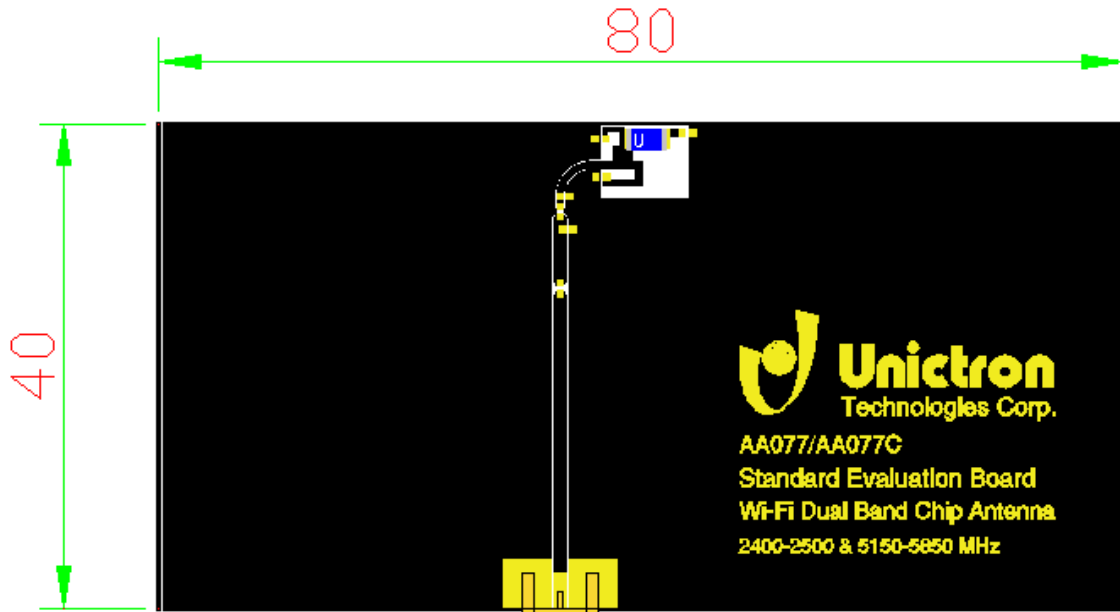 80
U
40
Unictron
Technologies Corp.
AA077/AA077C
Standard Evaluation Board
Wi-Fi Dual Band Chip Antenna
2400-2500 & 5150-5850 MHz